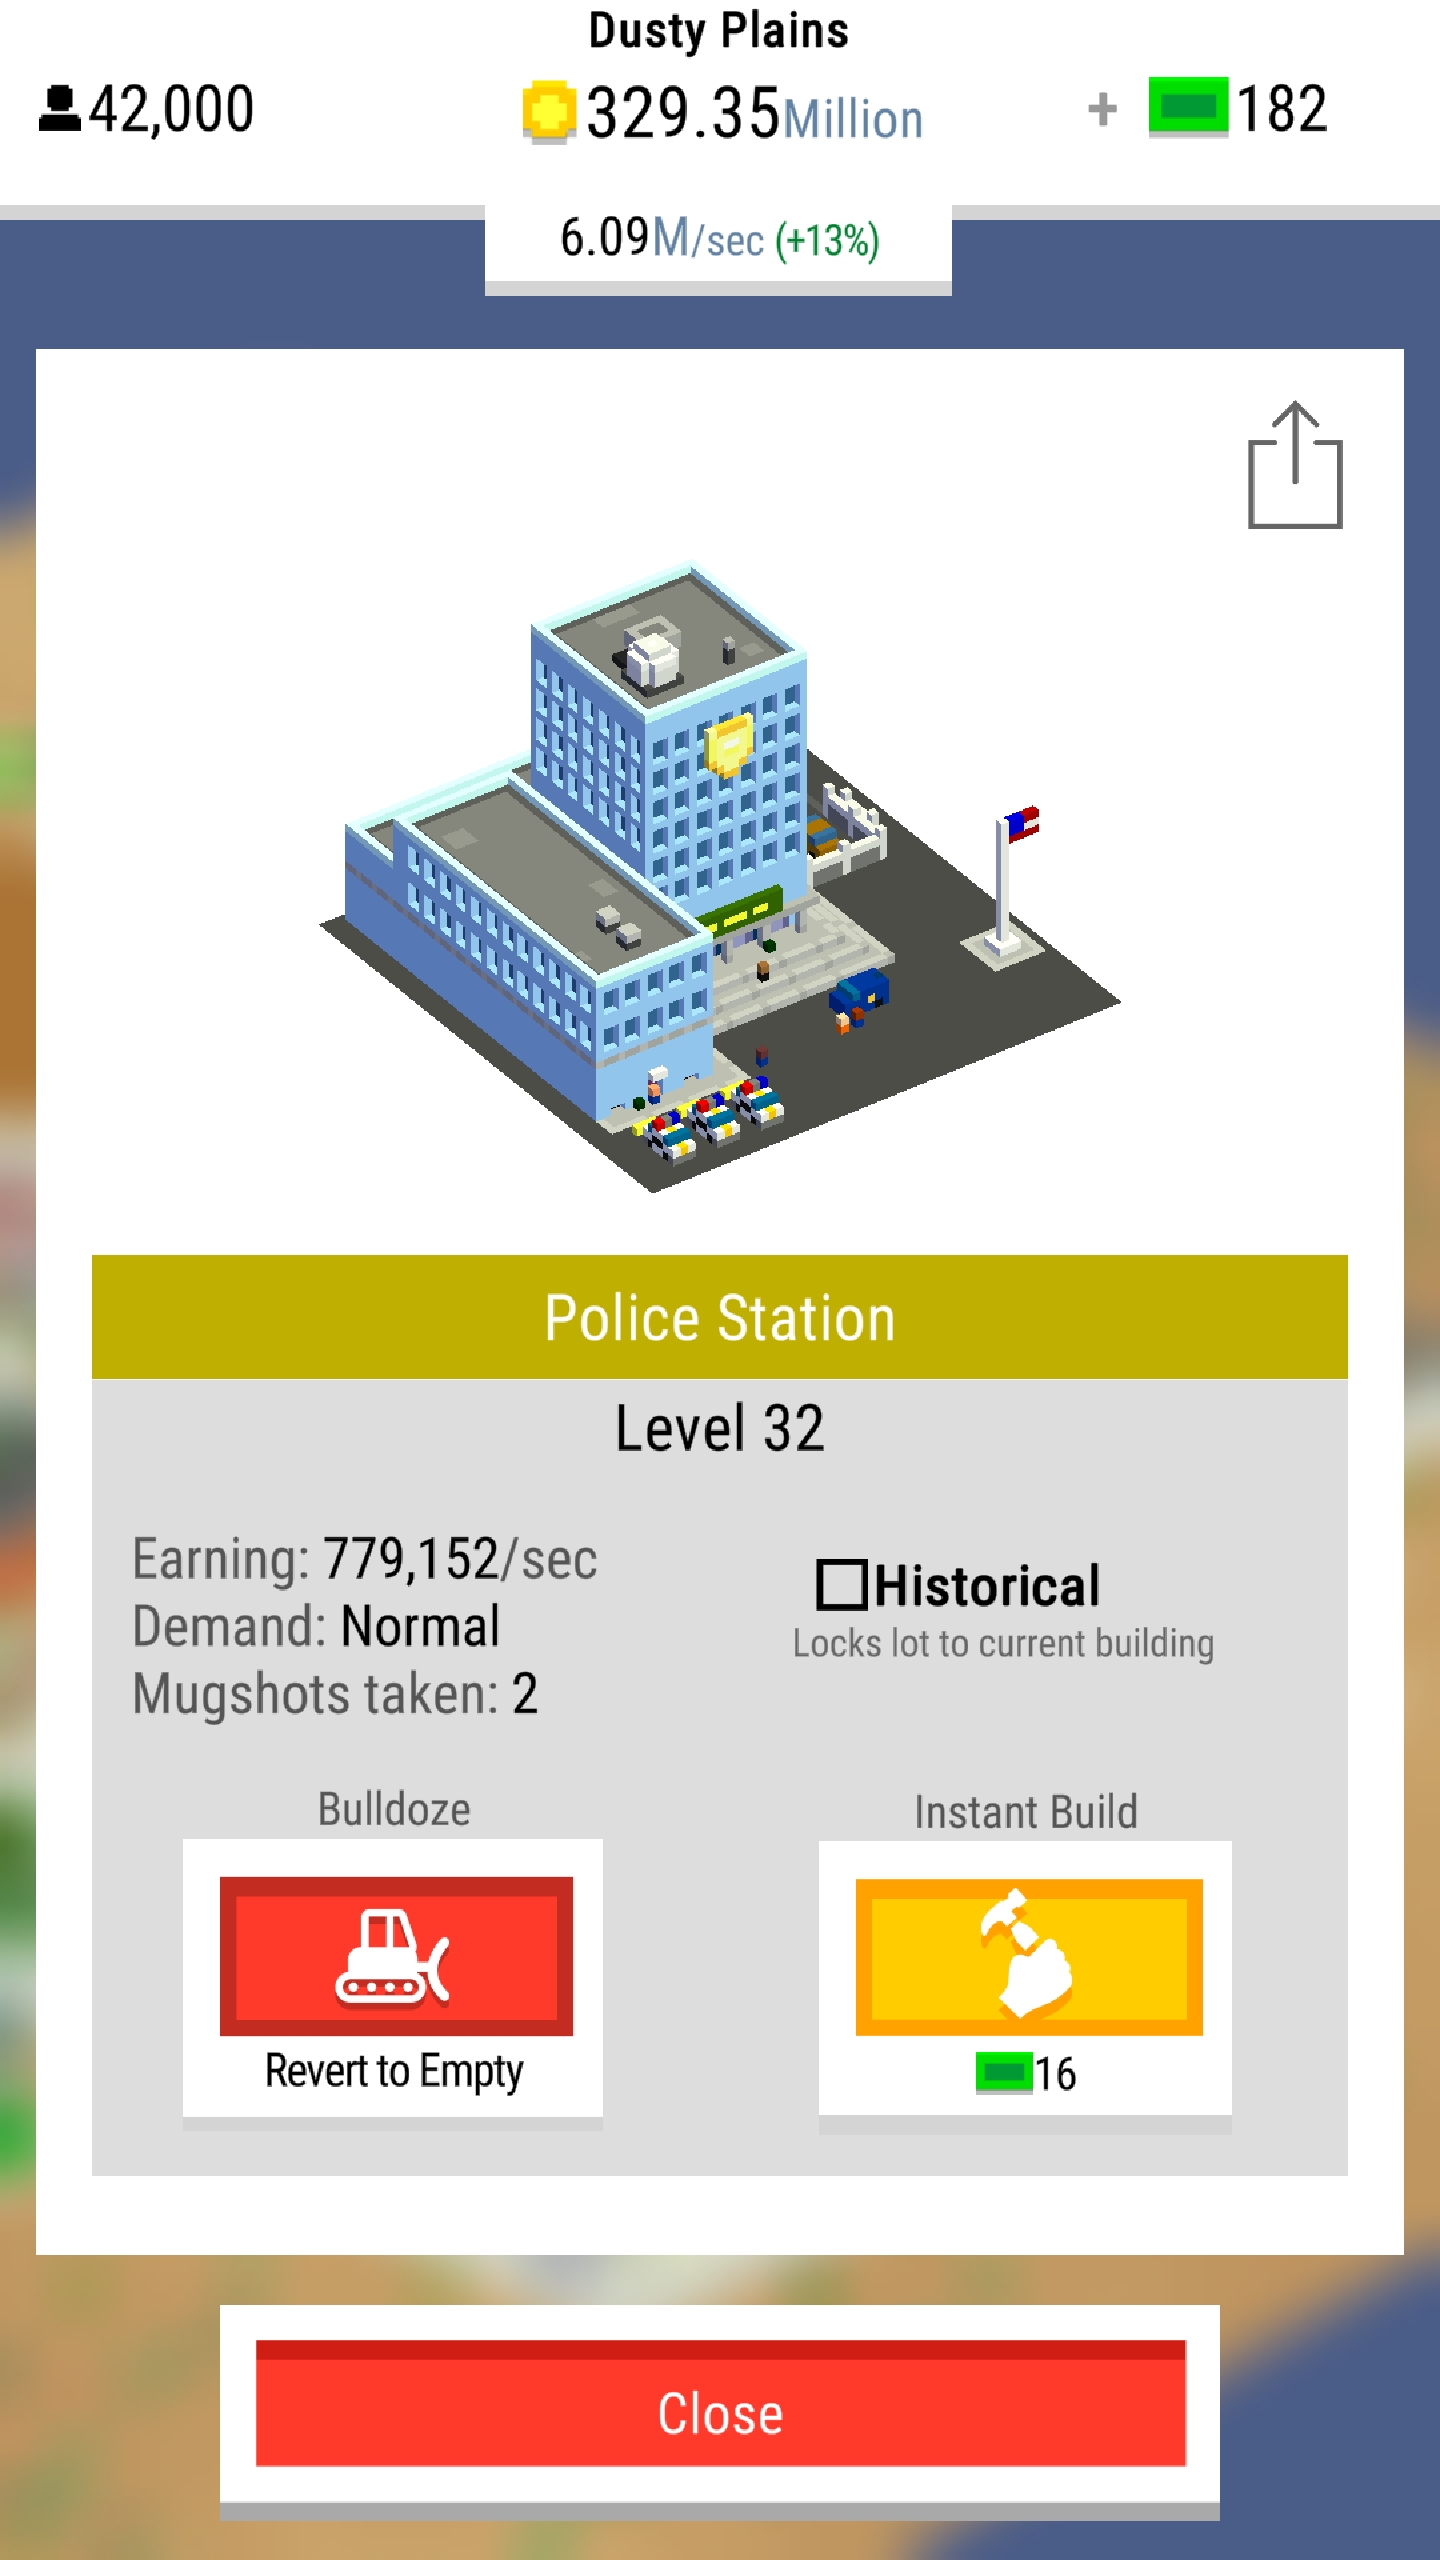 Dusty Plains
42,000
329.35Million
+ 182
6.09M/sec (+13%)
Police Station
Level 32
Earning: 779,152/sec
Demand: Normal
Mugshots taken: 2
Historical
Locks lot to current building
Bulldoze
Revert to Empty
Instant Build
16
Close